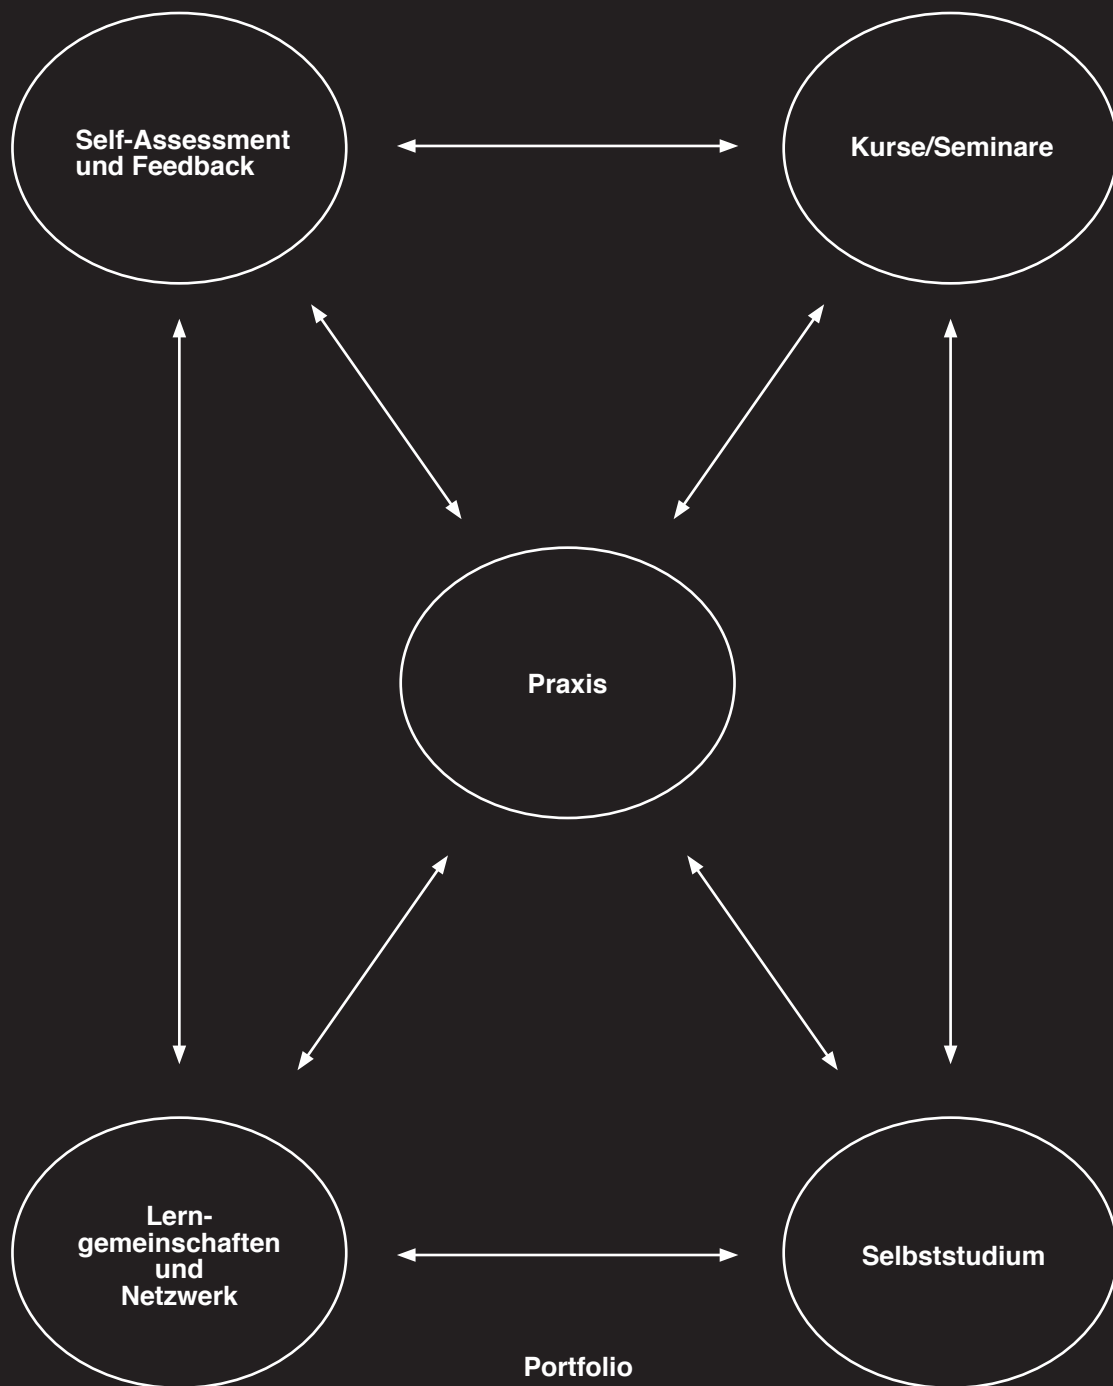 Self-Assessment
und Feedback
Kurse/Seminare
Praxis
Lern-
gemeinschaften
und
Netzwerk
Selbststudium
Portfolio